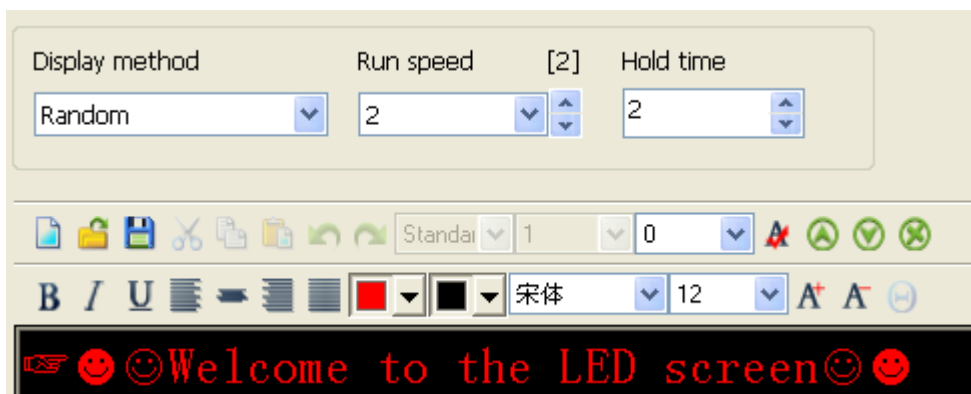 Display method Run speed [2] Hold time
Random 2 2
Standar 1 0
B I U 宋体 12 A+ A-
☞☻☺Welcome to the LED screen☺☻